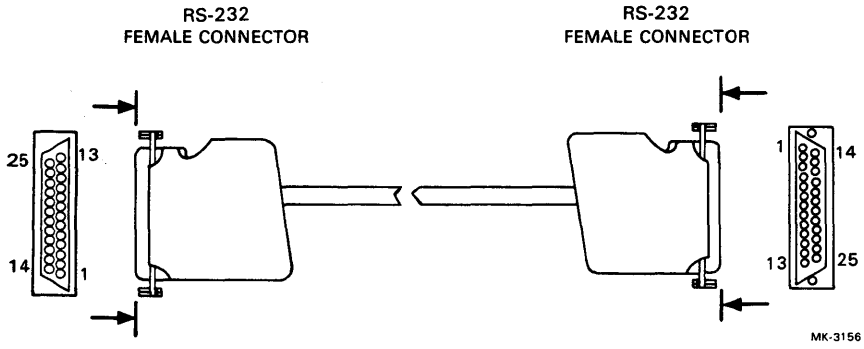 RS-232
FEMALE CONNECTOR
RS-232
FEMALE CONNECTOR
25
13
14
1
1
14
13
25
MK-3156